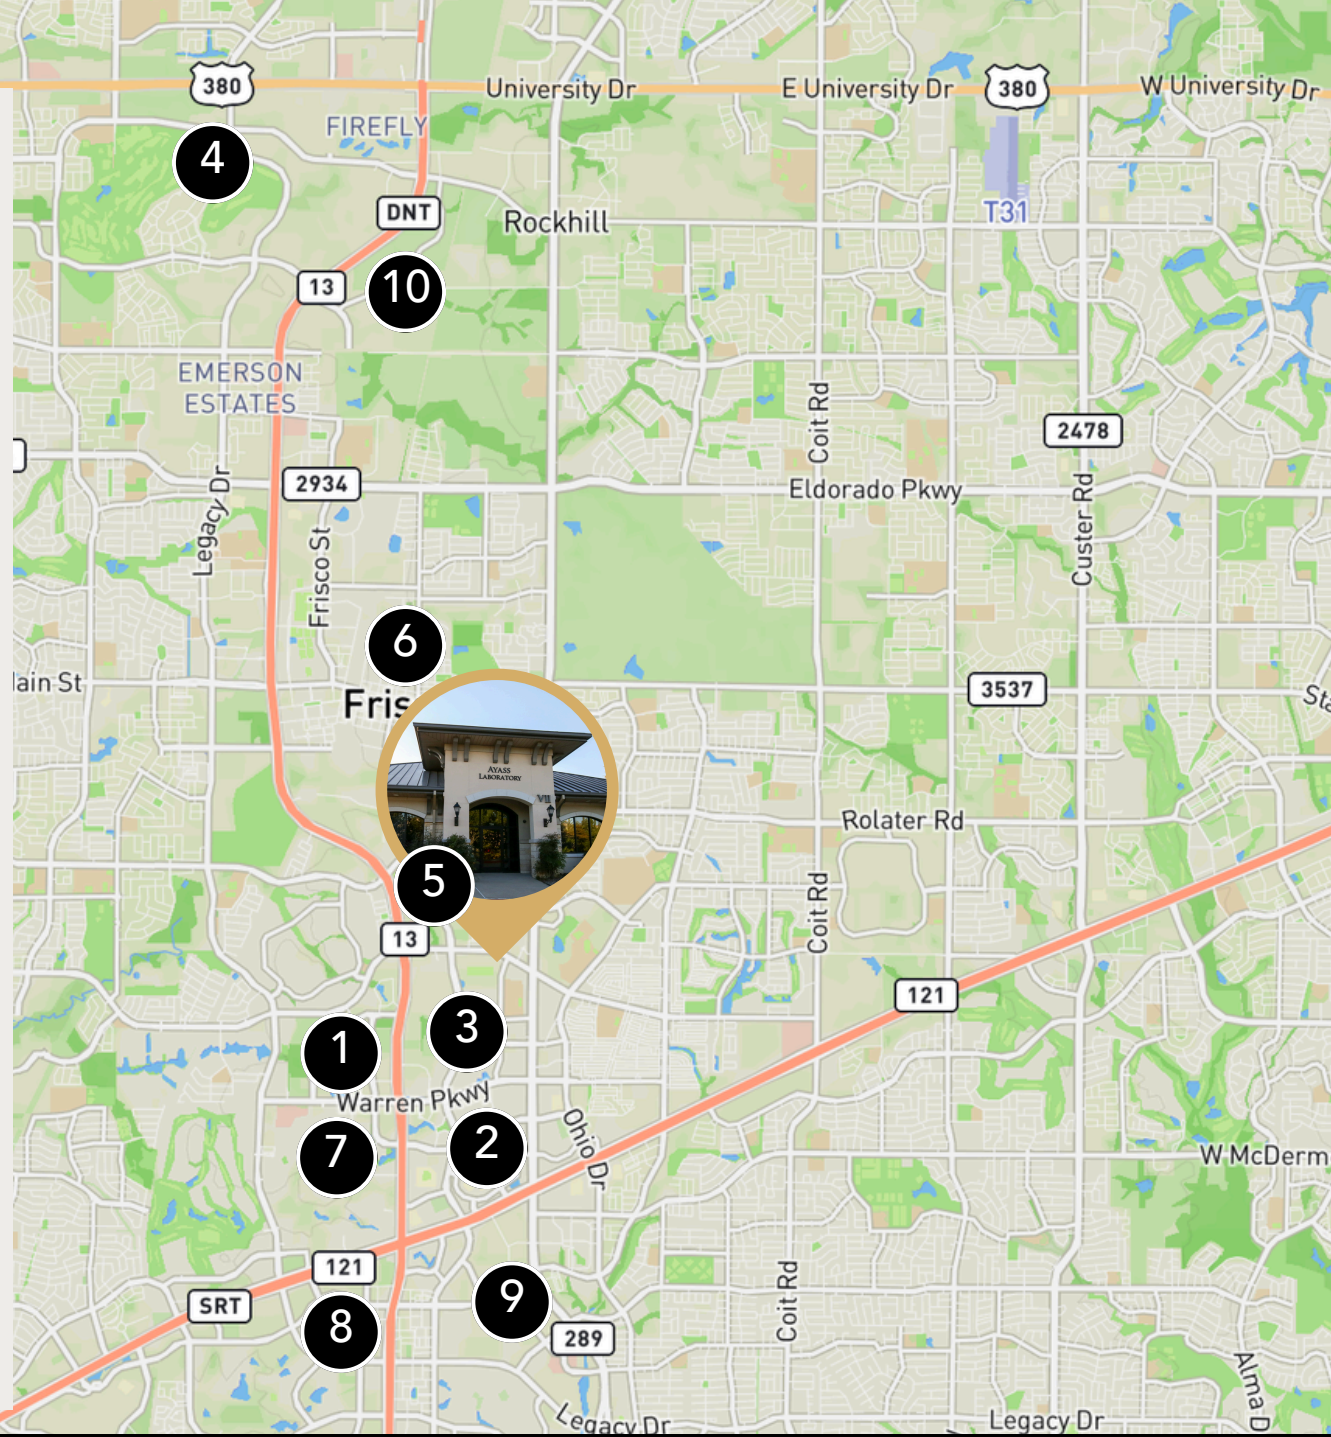 380
University Dr
E University Dr
380
W University Dr
FIREFLY
4
DNT
Rockhill
T31
13
10
EMERSON
ESTATES
Coit Rd
2478
2934
Eldorado Pkwy
Legacy Dr
Frisco St
Custer Rd
6
ain St
3537
Sta
Fris
AYASS
LABORATORY
VII
Rolater Rd
5
Coit Rd
13
121
3
1
Warren Pkwy
Ohio Dr
2
7
W McDerm
121
SRT
9
8
289
Coit Rd
Alma D
Legacy Dr
Legacy Dr